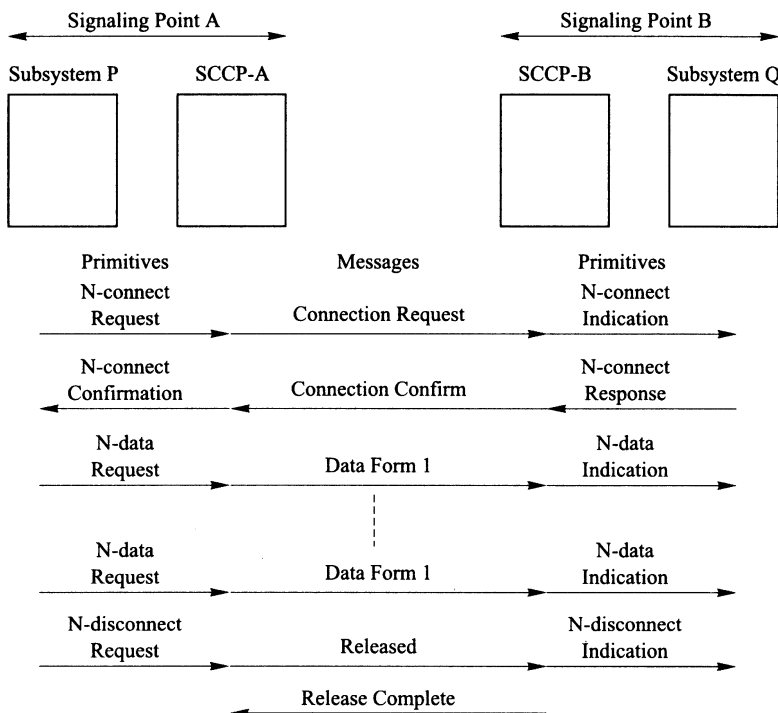 Signaling Point A Signaling Point B
Subsystem P SCCP-A SCCP-B Subsystem Q
Primitives Messages Primitives
N-connect Request Connection Request N-connect Indication
N-connect Confirmation Connection Confirm N-connect Response
N-data Request Data Form 1 N-data Indication
N-data Request Data Form 1 N-data Indication
N-disconnect Request Released N-disconnect Indication
Release Complete